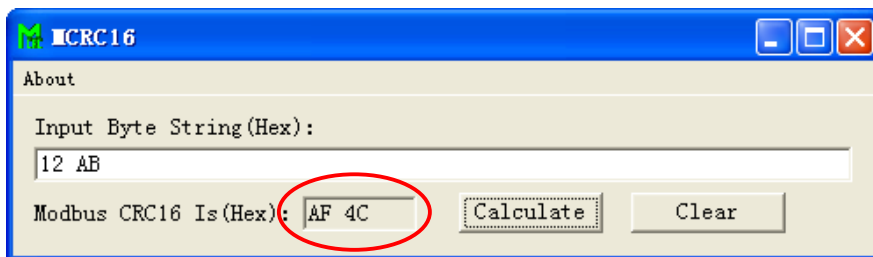 MCRC16
About
Input Byte String(Hex):
12 AB
Modbus CRC16 Is(Hex): AF 4C Calculate Clear